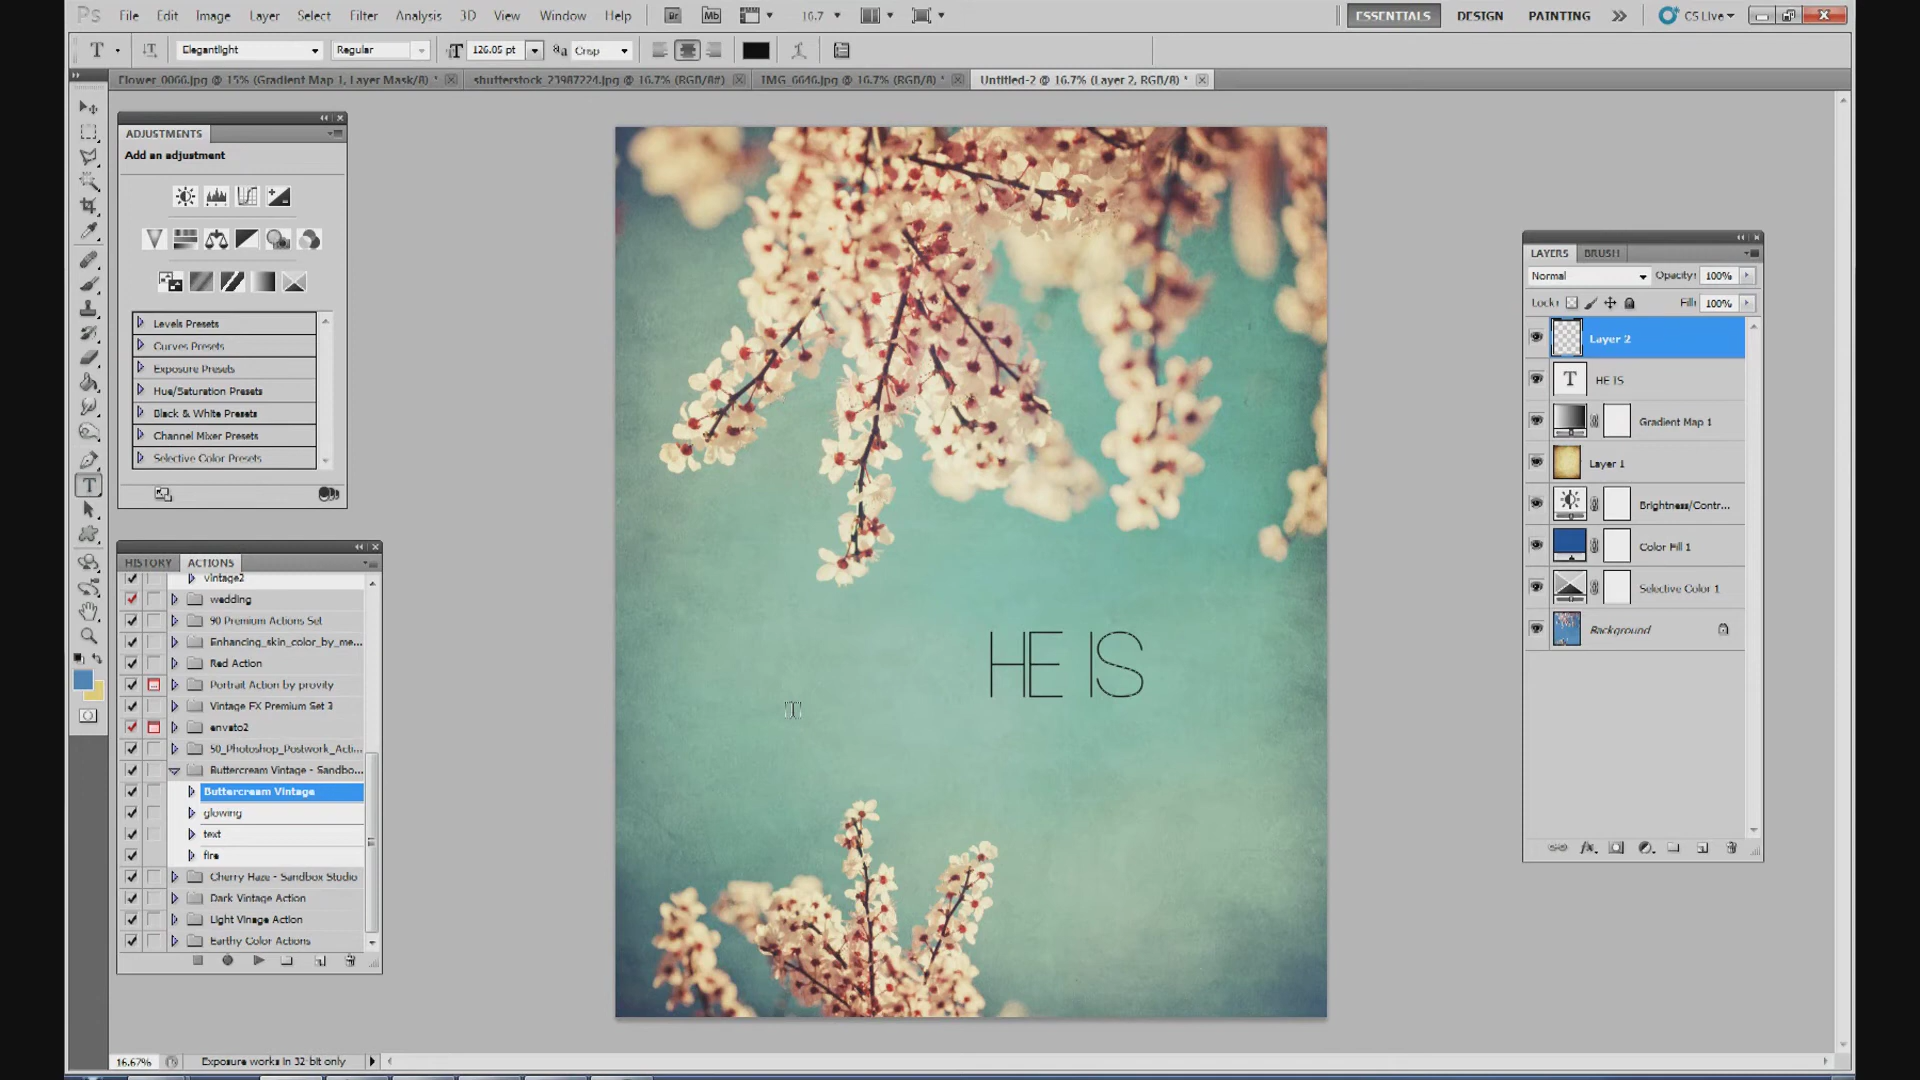 Ps File Edit Image Layer Select Filter Analysis 3D View Window Help Br Mb 16.7 ESSENTIALS DESIGN PAINTING CS Live
T Elegantlight Regular 126.05 pt aa Crisp
Flower_0066.jpg @ 15% (Gradient Map 1, Layer Mask/8) * shutterstock_23987224.jpg @ 16.7% (RGB/8#) IMG_6646.jpg @ 16.7% (RGB/8) * Untitled-2 @ 16.7% (Layer 2, RGB/8) *
ADJUSTMENTS
Add an adjustment
Levels Presets
Curves Presets
Exposure Presets
Hue/Saturation Presets
Black & White Presets
Channel Mixer Presets
Selective Color Presets
HISTORY ACTIONS
vintage2
wedding
90 Premium Actions Set
Enhancing_skin_color_by_me...
Red Action
Portrait Action by provity
Vintage FX Premium Set 3
envato2
50_Photoshop_Postwork_Acti...
Buttercream Vintage - Sandbo...
Buttercream Vintage
glowing
text
fire
Cherry Haze - Sandbox Studio
Dark Vintage Action
Light Vinage Action
Earthy Color Actions
HE IS
LAYERS BRUSH
Normal Opacity: 100%
Lock: Fill: 100%
Layer 2
T HE IS
Gradient Map 1
Layer 1
Brightness/Contr...
Color Fill 1
Selective Color 1
Background
16.67% Exposure works in 32-bit only